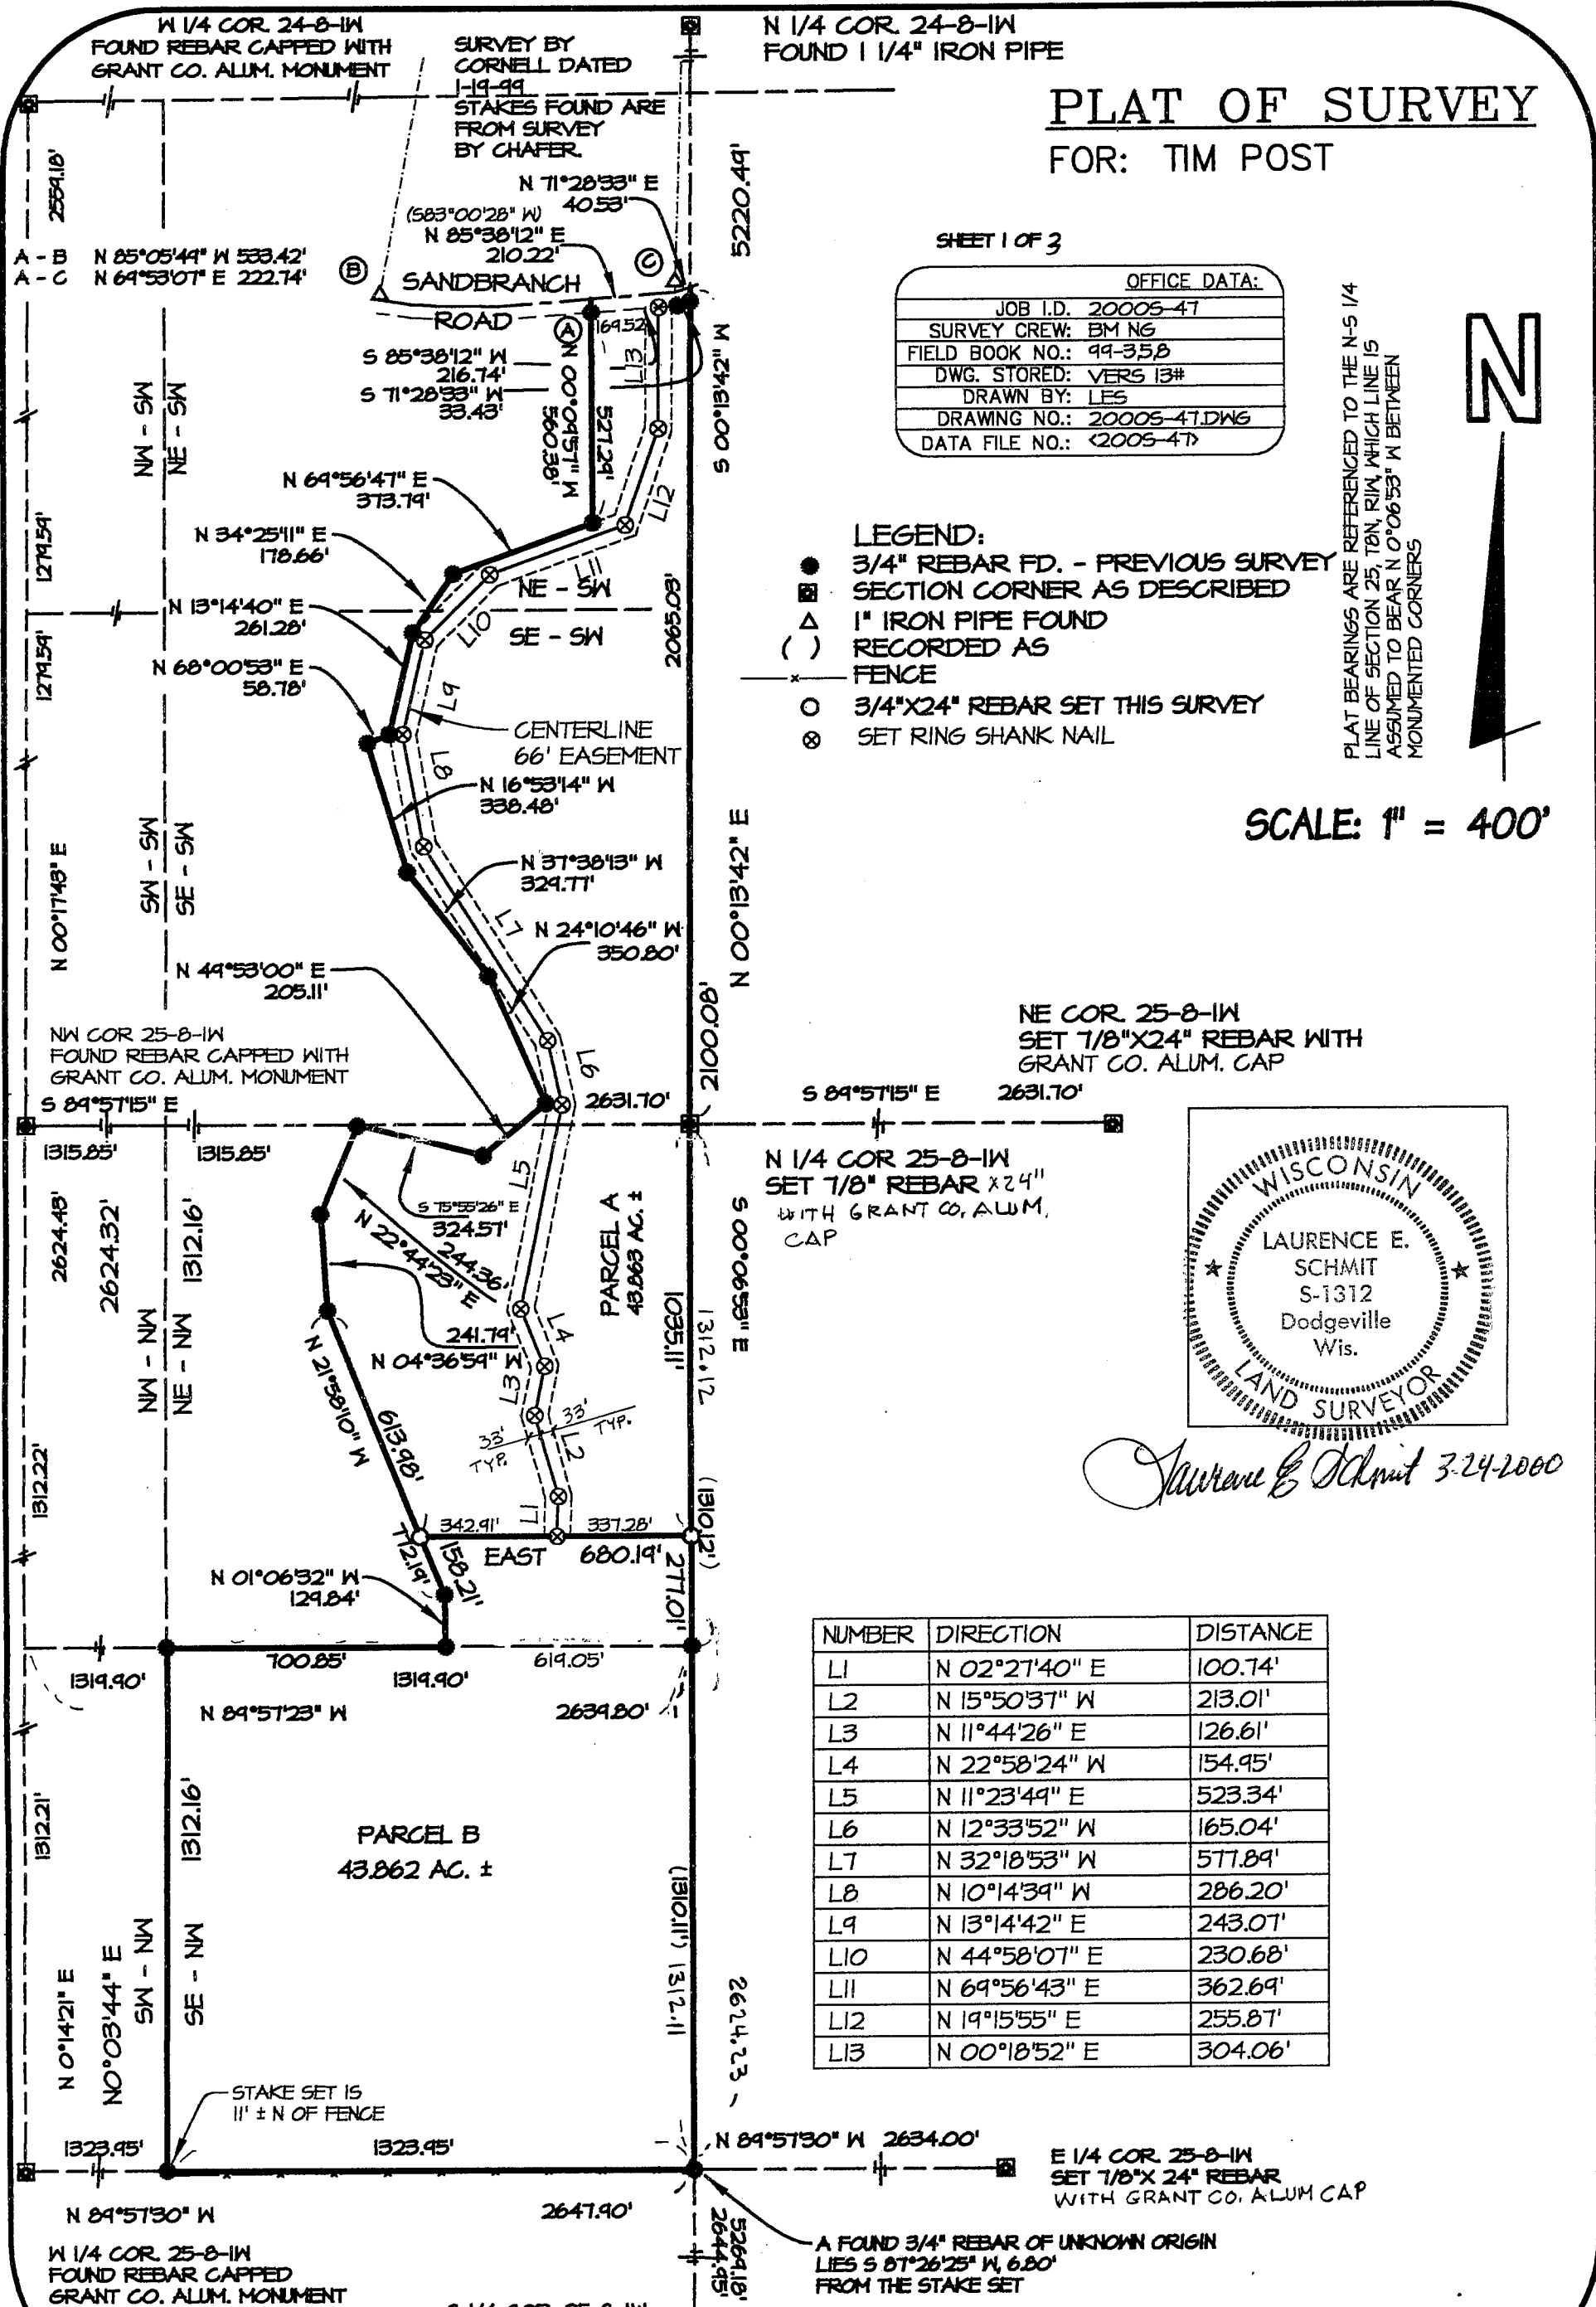 W 1/4 COR. 24-8-1W
FOUND REBAR CAPPED WITH
GRANT CO. ALUM. MONUMENT
SURVEY BY
CORNELL DATED
1-19-99
STAKES FOUND ARE
FROM SURVEY
BY CHAFER.
N 1/4 COR. 24-8-1W
FOUND 1 1/4" IRON PIPE
PLAT OF SURVEY
FOR: TIM POST
SHEET 1 OF 3
OFFICE DATA:
JOB I.D. 2000S-47
SURVEY CREW: BM NG
FIELD BOOK NO.: 99-3,5,8
DWG. STORED: VERS 13#
DRAWN BY: LES
DRAWING NO.: 2000S-47.DWG
DATA FILE NO.: <200S-47>
PLAT BEARINGS ARE REFERENCED TO THE N-S 1/4
LINE OF SECTION 25, T8N, R1W, WHICH LINE IS
ASSUMED TO BEAR N 0°06'53" W BETWEEN
MONUMENTED CORNERS
N
SCALE: 1" = 400'
LEGEND:
3/4" REBAR FD. - PREVIOUS SURVEY
SECTION CORNER AS DESCRIBED
1" IRON PIPE FOUND
( ) RECORDED AS
x FENCE
3/4"X24" REBAR SET THIS SURVEY
SET RING SHANK NAIL
2559.18'
A - B N 85°05'49" W 533.42'
A - C N 69°53'07" E 222.74'
N 71°28'33" E
40.53'
(S83°00'28" W)
N 85°38'12" E
210.22'
B
C
SANDBRANCH
ROAD
A
169.52
5220.49'
S 00°13'42" W
S 85°38'12" W
216.74'
S 71°28'33" W
33.43'
N 00°09'57" W
560.38'
527.29'
L13
L12
NW - SW
NE - SW
N 69°56'47" E
373.79'
N 34°25'11" E
178.66'
L11
1279.59'
NE - SW
SE - SW
N 13°14'40" E
261.28'
L10
2065.03'
1279.59'
N 68°00'53" E
58.78'
L9
CENTERLINE
66' EASEMENT
L8
N 16°53'14" W
338.48'
N 00°13'42" E
N 37°38'13" W
329.77'
SW - SW
SE - SW
N 00°17'43" E
L7
N 24°10'46" W
350.80'
N 49°53'00" E
205.11'
2100.08'
NW COR 25-8-1W
FOUND REBAR CAPPED WITH
GRANT CO. ALUM. MONUMENT
L6
NE COR. 25-8-1W
SET 7/8"X24" REBAR WITH
GRANT CO. ALUM. CAP
S 89°57'15" E
2631.70'
S 89°57'15" E 2631.70'
1315.85'
1315.85'
N 1/4 COR 25-8-1W
SET 7/8" REBAR X24"
WITH GRANT CO. ALUM.
CAP
L5
S 75°55'26" E
324.57'
N 22°44'23" E
244.36'
PARCEL A
43.863 AC. ±
S 00°06'53" E
2624.48'
2624.32'
1312.16'
1035.11'
1312.12
241.79'
N 04°36'59" W
L4
L3
NW - NW
NE - NW
N 21°58'10" W
613.98'
33'
TYP.
33'
TYP.
L2
WISCONSIN
LAURENCE E.
SCHMIT
S-1312
Dodgeville
Wis.
LAND SURVEYOR
Laurence E Schmit 3-24-2000
1312.22'
L1
342.91'
337.28'
EAST 680.19'
(1310.12')
772.19'
158.21'
277.01'
N 01°06'32" W
129.84'
1319.90'
700.85'
1319.90'
619.05'
N 89°57'23" W
2639.80'
NUMBER DIRECTION DISTANCE
L1 N 02°27'40" E 100.74'
L2 N 15°50'37" W 213.01'
L3 N 11°44'26" E 126.61'
L4 N 22°58'24" W 154.95'
L5 N 11°23'49" E 523.34'
L6 N 12°33'52" W 165.04'
L7 N 32°18'53" W 577.89'
L8 N 10°14'39" W 286.20'
L9 N 13°14'42" E 243.07'
L10 N 44°58'07" E 230.68'
L11 N 69°56'43" E 362.69'
L12 N 19°15'55" E 255.87'
L13 N 00°18'52" E 304.06'
1312.21'
1312.16'
PARCEL B
43.862 AC. ±
(1310.11') 1312.11
SW - NW
SE - NW
N 0°14'21" E
N0°03'44" E
2624.23
STAKE SET IS
11' ± N OF FENCE
1323.95'
1323.95'
N 89°57'30" W 2634.00'
E 1/4 COR. 25-8-1W
SET 7/8"X 24" REBAR
WITH GRANT CO. ALUM CAP
N 89°57'30" W
2647.90'
W 1/4 COR. 25-8-1W
FOUND REBAR CAPPED
GRANT CO. ALUM. MONUMENT
5269.18'
2644.95'
A FOUND 3/4" REBAR OF UNKNOWN ORIGIN
LIES S 87°26'25" W, 6.80'
FROM THE STAKE SET